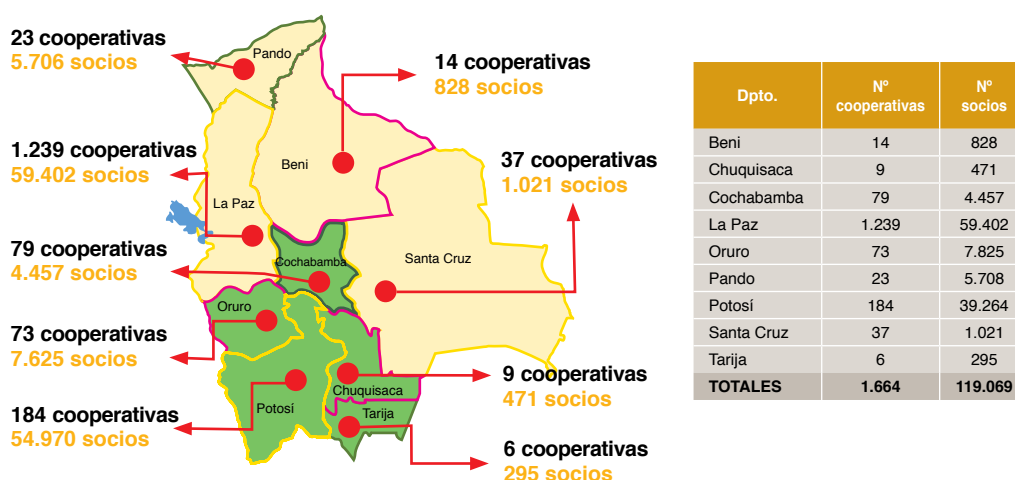 23 cooperativas
5.706 socios
1.239 cooperativas
59.402 socios
79 cooperativas
4.457 socios
73 cooperativas
7.625 socios
184 cooperativas
54.970 socios
Pando
Beni
La Paz
Cochabamba
Santa Cruz
Oruro
Potosí
Chuquisaca
Tarija
14 cooperativas
828 socios
37 cooperativas
1.021 socios
9 cooperativas
471 socios
6 cooperativas
295 socios
Dpto. Nº cooperativas Nº socios
Beni 14 828
Chuquisaca 9 471
Cochabamba 79 4.457
La Paz 1.239 59.402
Oruro 73 7.825
Pando 23 5.708
Potosí 184 39.264
Santa Cruz 37 1.021
Tarija 6 295
TOTALES 1.664 119.069